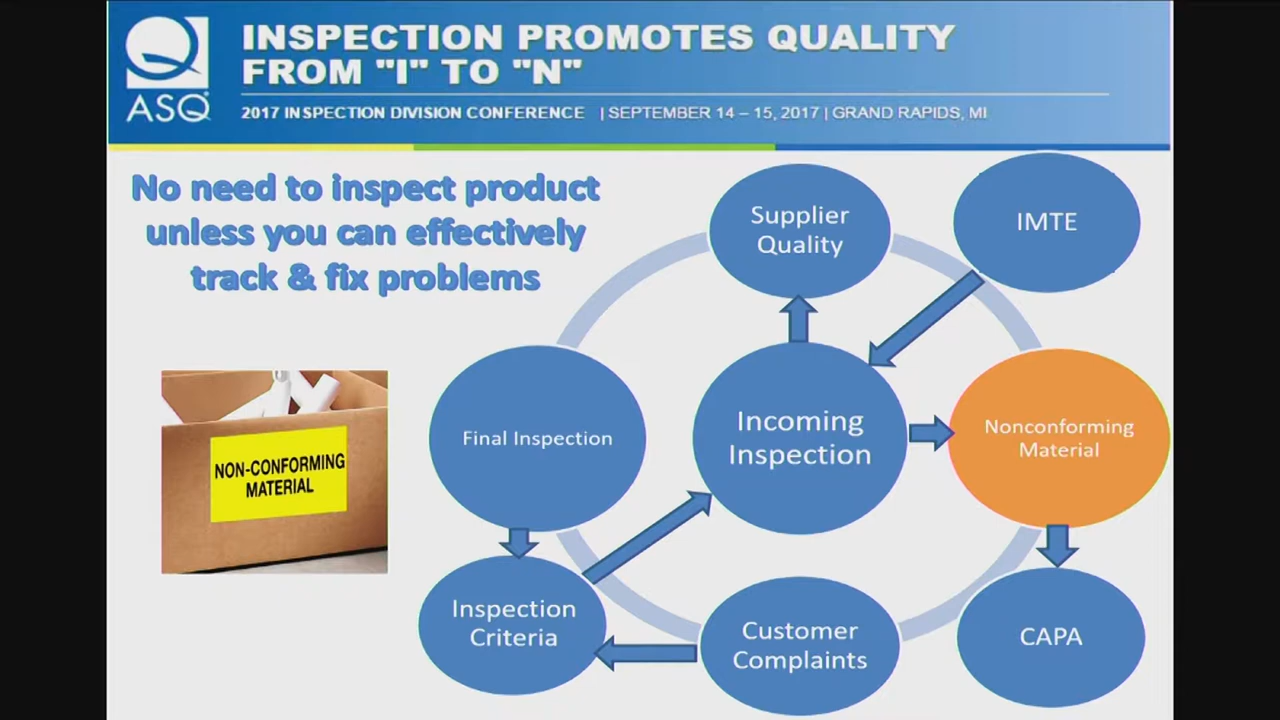 INSPECTION PROMOTES QUALITY
FROM "I" TO "N"
ASQ
2017 INSPECTION DIVISION CONFERENCE | SEPTEMBER 14 – 15, 2017 | GRAND RAPIDS, MI
No need to inspect product
unless you can effectively
track & fix problems
Supplier
Quality
IMTE
Final Inspection
Incoming
Inspection
Nonconforming
Material
NON-CONFORMING
MATERIAL
Inspection
Criteria
Customer
Complaints
CAPA